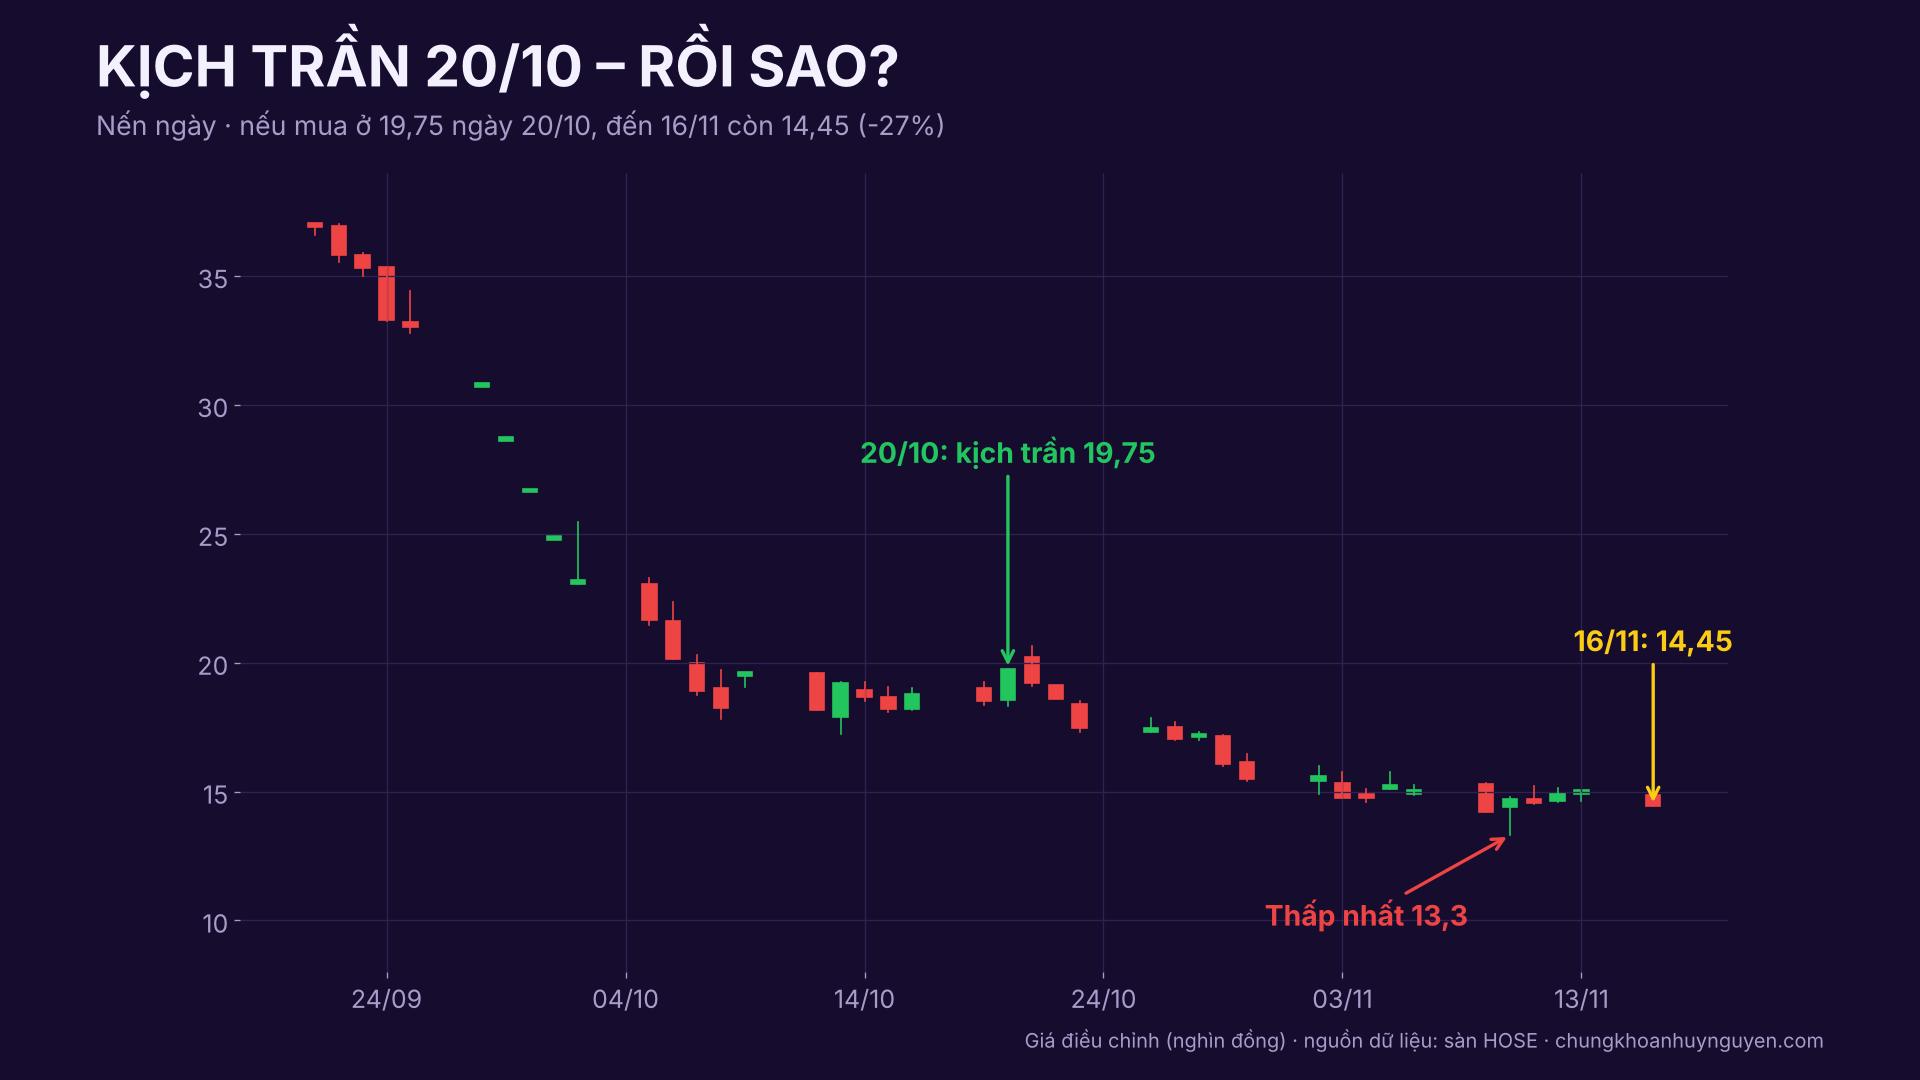 KỊCH TRẦN 20/10 – RỒI SAO?
Nến ngày · nếu mua ở 19,75 ngày 20/10, đến 16/11 còn 14,45 (-27%)
35
30
25
20
15
10
20/10: kịch trần 19,75
16/11: 14,45
Thấp nhất 13,3
24/09
04/10
14/10
24/10
03/11
13/11
Giá điều chỉnh (nghìn đồng) · nguồn dữ liệu: sàn HOSE · chungkhoanhuynguyen.com